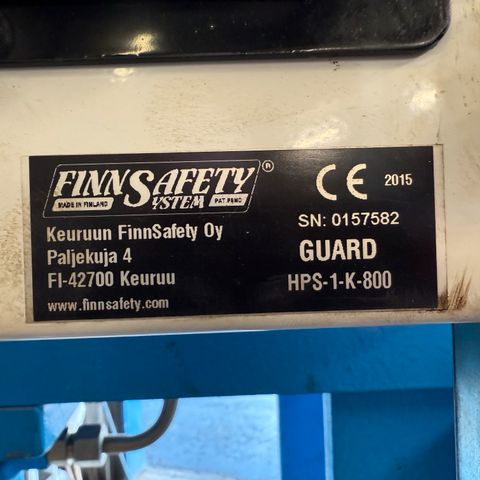 FINNSAFETY®
MADE IN FINLAND YSTEM PAT PEND
Keuruun FinnSafety Oy
Paljekuja 4
FI-42700 Keuruu
www.finnsafety.com
CE 2015
SN: 0157582
GUARD
HPS-1-K-800